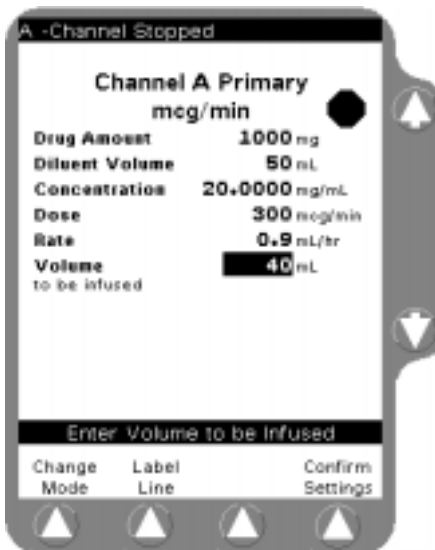 A -Channel Stopped
Channel A Primary
mcg/min
Drug Amount 1000 mg
Diluent Volume 50 mL
Concentration 20.0000 mg/mL
Dose 300 mcg/min
Rate 0.9 mL/hr
Volume 40 mL
to be infused
Enter Volume to be Infused
Change Label Confirm
Mode Line Settings